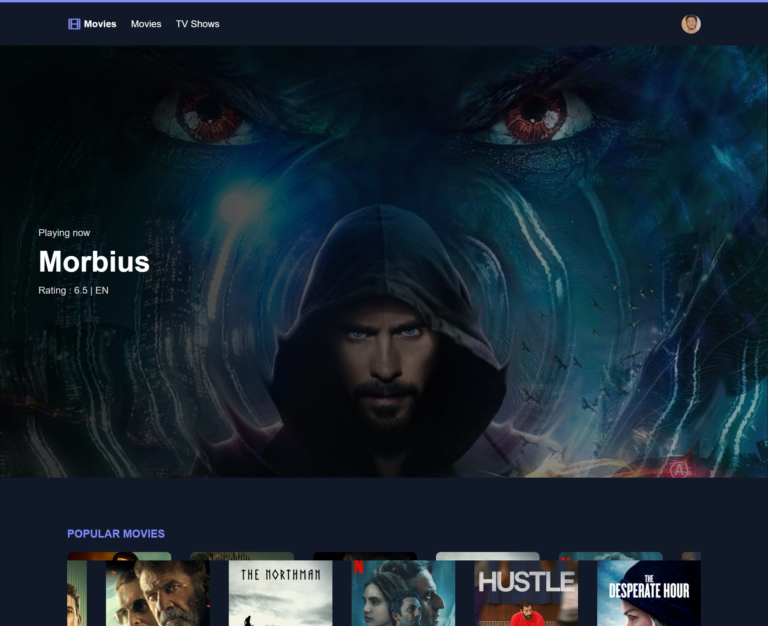 Movies Movies TV Shows
Playing now
Morbius
Rating : 6.5 | EN
POPULAR MOVIES
N
THE NORTHMAN
HUSTLE
THE
DESPERATE HOUR